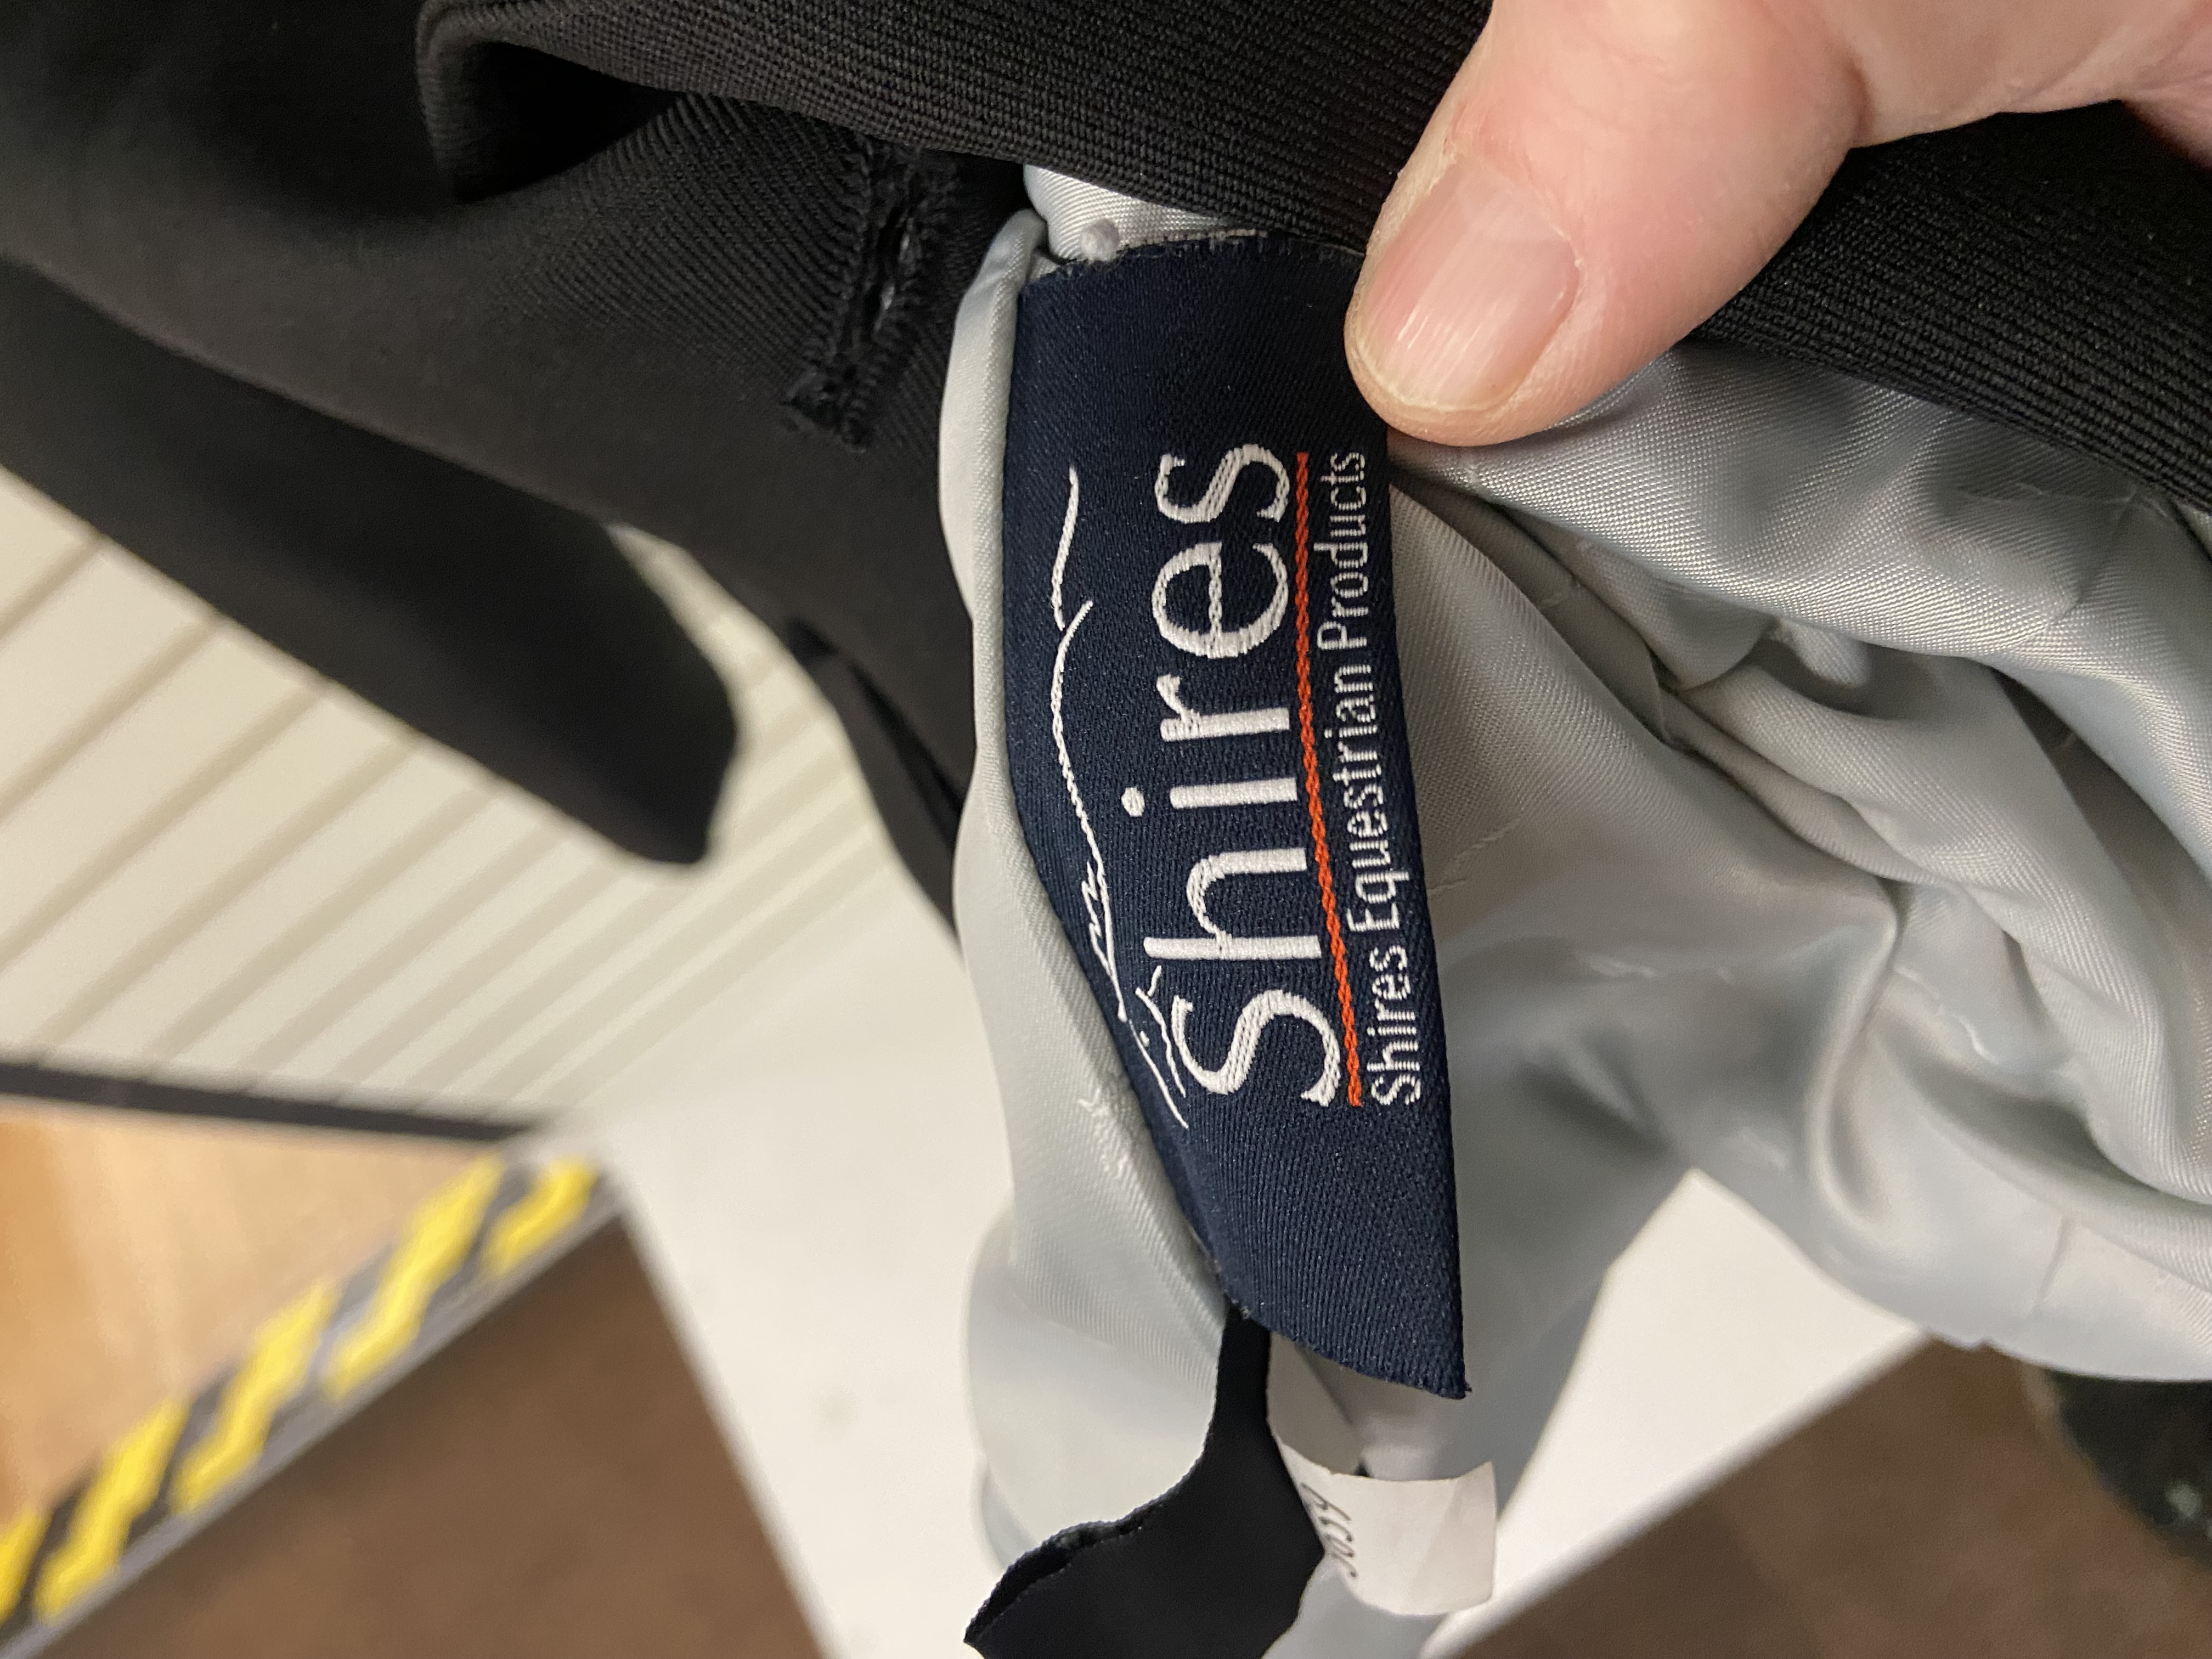 Shires
Shires Equestrian Products